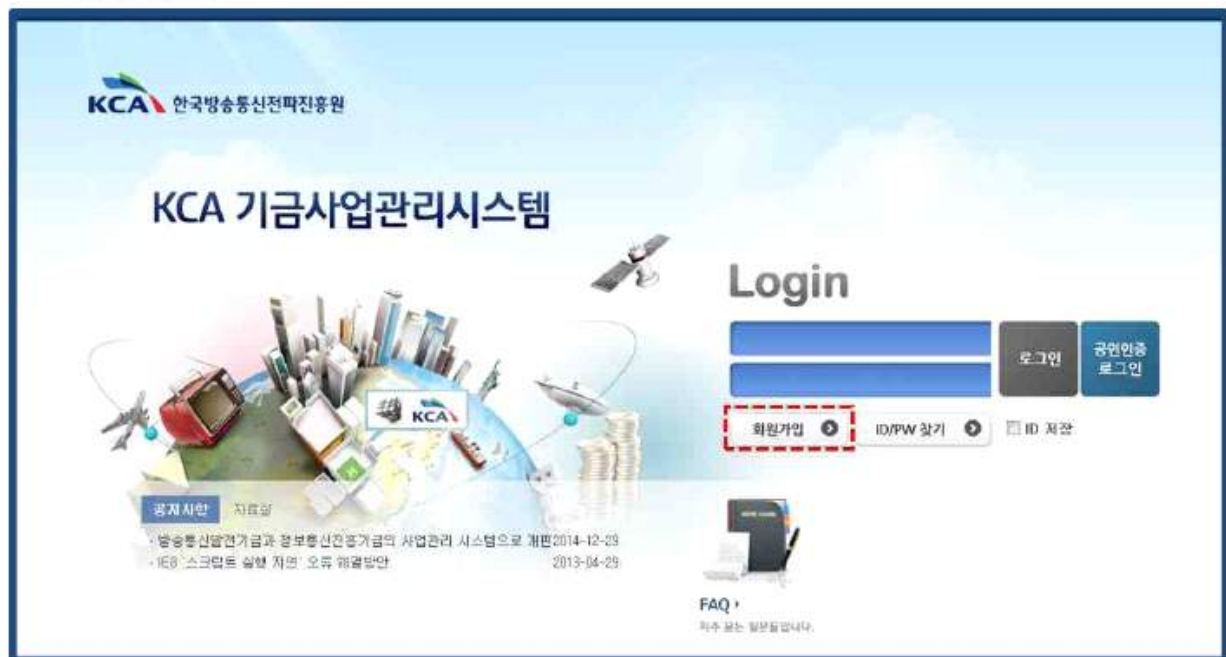 KCA 한국방송통신전파진흥원
KCA 기금사업관리시스템
KCA
Login
로그인
공인인증
로그인
회원가입
ID/PW 찾기
ID 저장
공지사항 자료실
· 방송통신발전기금과 정보통신진흥기금의 사업관리 시스템으로 개편 2014-12-29
· IE8 '스크립트 실행 지연' 오류 해결방안 2013-04-29
FAQ
자주 묻는 질문들입니다.